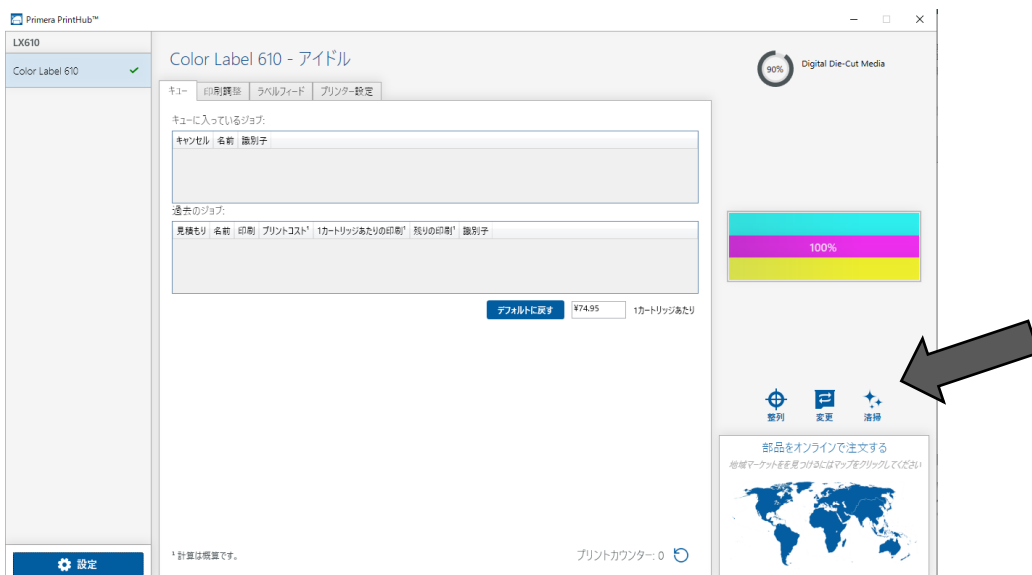 Primera PrintHub™
LX610
Color Label 610
Color Label 610 - アイドル
90%
Digital Die-Cut Media
キュー 印刷調整 ラベルフィード プリンター設定
キューに入っているジョブ:
キャンセル 名前 識別子
過去のジョブ:
見積もり 名前 印刷 プリントコスト¹ 1カートリッジあたりの印刷¹ 残りの印刷¹ 識別子
100%
デフォルトに戻す ¥74.95 1カートリッジあたり
整列 変更 清掃
部品をオンラインで注文する
地域マーケットをを見つけるにはマップをクリックしてください
¹ 計算は概算です。
プリントカウンター: 0
設定